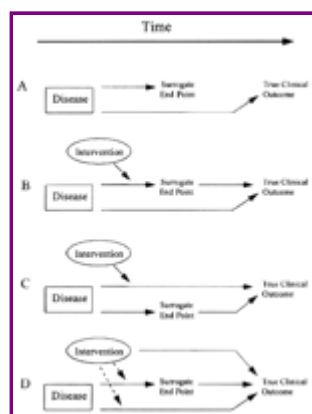 Time
A
Disease
Surrogate
End Point
True Clinical
Outcome
Intervention
B
Disease
Surrogate
End Point
True Clinical
Outcome
Intervention
C
Disease
Surrogate
End Point
True Clinical
Outcome
Intervention
D
Disease
Surrogate
End Point
True Clinical
Outcome